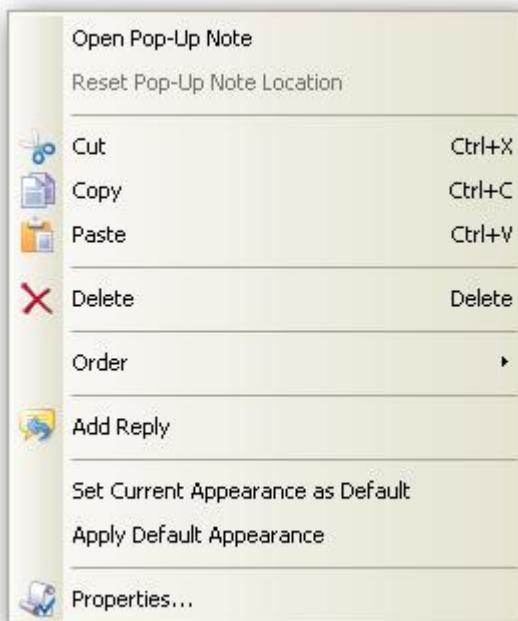 Open Pop-Up Note
Reset Pop-Up Note Location
Cut Ctrl+X
Copy Ctrl+C
Paste Ctrl+V
Delete Delete
Order
Add Reply
Set Current Appearance as Default
Apply Default Appearance
Properties...